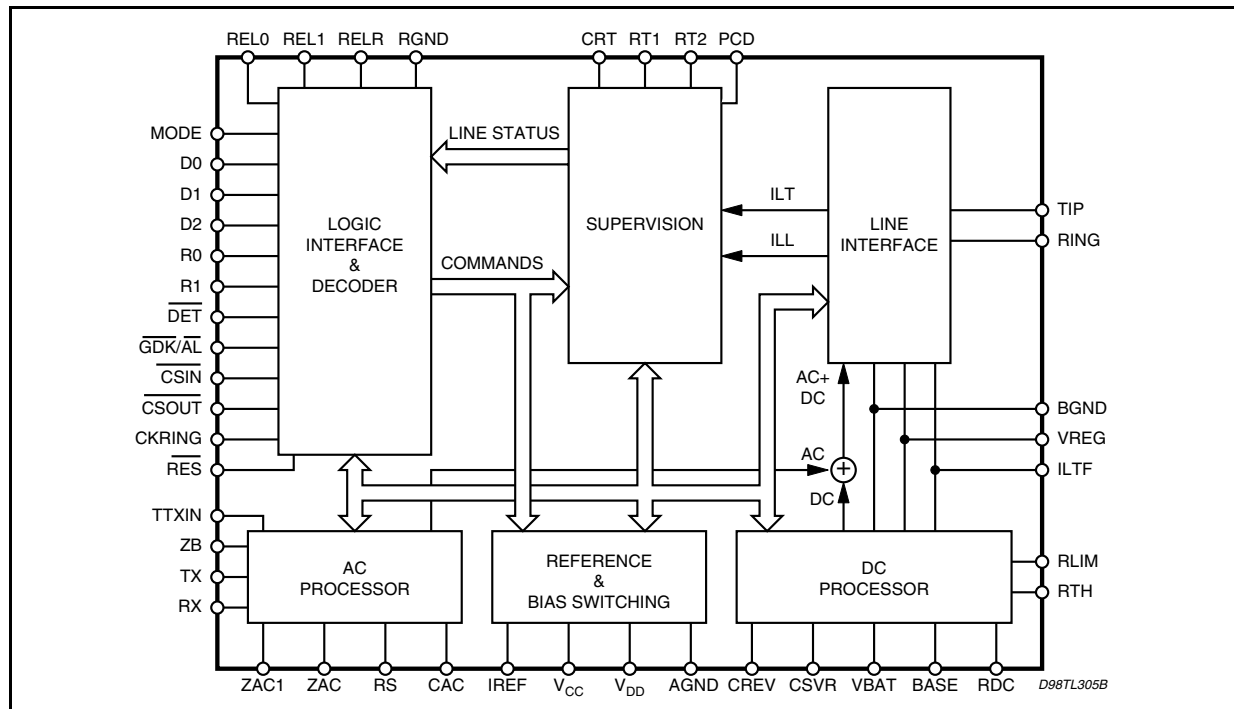 REL0 REL1 RELR RGND CRT RT1 RT2 PCD
MODE
D0
D1
D2
R0
R1
DET
GDK/AL
CSIN
CSOUT
CKRING
RES
TTXIN
ZB
TX
RX
LOGIC
INTERFACE
&
DECODER
LINE STATUS
COMMANDS
SUPERVISION
ILT
ILL
LINE
INTERFACE
TIP
RING
AC+
DC
AC
+
DC
BGND
VREG
ILTF
RLIM
RTH
AC
PROCESSOR
REFERENCE
&
BIAS SWITCHING
DC
PROCESSOR
ZAC1 ZAC RS CAC IREF VCC VDD AGND CREV CSVR VBAT BASE RDC
D98TL305B